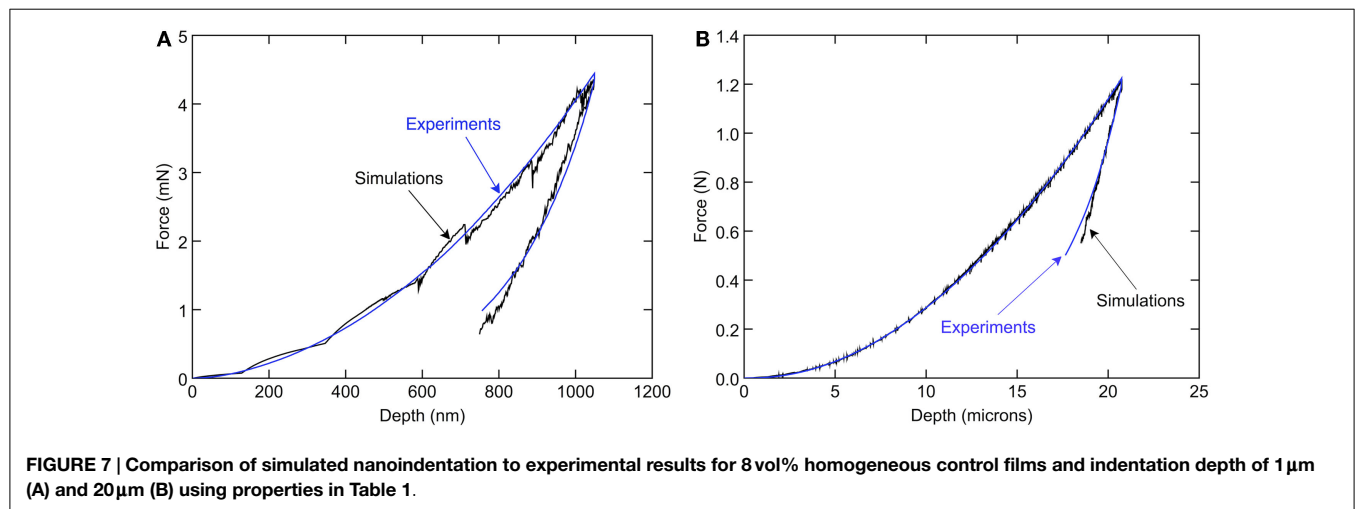 A
5
4
3
2
1
0
Force (mN)
0 200 400 600 800 1000 1200
Depth (nm)
Experiments
Simulations
B
1.4
1.2
1.0
0.8
0.6
0.4
0.2
0.0
Force (N)
0 5 10 15 20 25
Depth (microns)
Experiments
Simulations
FIGURE 7 | Comparison of simulated nanoindentation to experimental results for 8 vol% homogeneous control films and indentation depth of 1 μm
(A) and 20 μm (B) using properties in Table 1.